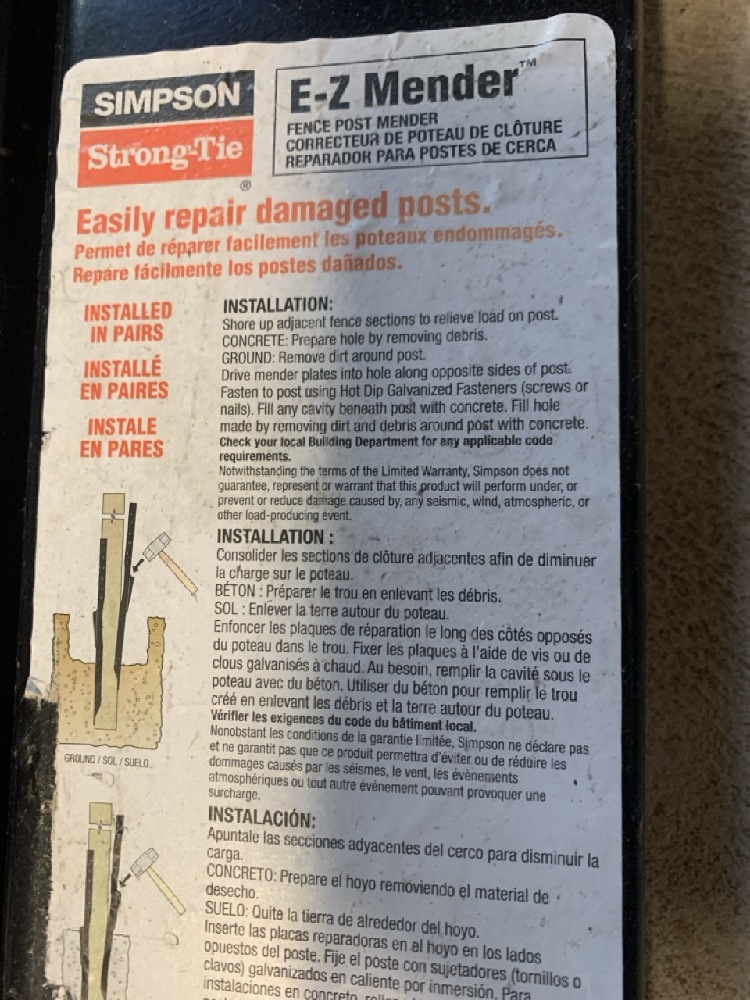 SIMPSON
Strong-Tie
®
E-Z Mender™
FENCE POST MENDER
CORRECTEUR DE POTEAU DE CLÔTURE
REPARADOR PARA POSTES DE CERCA
Easily repair damaged posts.
Permet de réparer facilement les poteaux endommagés.
Repare fácilmente los postes dañados.
INSTALLED
IN PAIRS
INSTALLÉ
EN PAIRES
INSTALE
EN PARES
INSTALLATION:
Shore up adjacent fence sections to relieve load on post.
CONCRETE: Prepare hole by removing debris.
GROUND: Remove dirt around post.
Drive mender plates into hole along opposite sides of post.
Fasten to post using Hot Dip Galvanized Fasteners (screws or
nails). Fill any cavity beneath post with concrete. Fill hole
made by removing dirt and debris around post with concrete.
Check your local Building Department for any applicable code
requirements.
Notwithstanding the terms of the Limited Warranty, Simpson does not
guarantee, represent or warrant that this product will perform under, or
prevent or reduce damage caused by, any seismic, wind, atmospheric, or
other load-producing event.
INSTALLATION :
Consolider les sections de clôture adjacentes afin de diminuer
la charge sur le poteau.
BÉTON : Préparer le trou en enlevant les débris.
SOL : Enlever la terre autour du poteau.
Enfoncer les plaques de réparation le long des côtés opposés
du poteau dans le trou. Fixer les plaques à l'aide de vis ou de
clous galvanisés à chaud. Au besoin, remplir la cavité sous le
poteau avec du béton. Utiliser du béton pour remplir le trou
créé en enlevant les débris et la terre autour du poteau.
Vérifier les exigences du code du bâtiment local.
Nonobstant les conditions de la garantie limitée, Simpson ne déclare pas
et ne garantit pas que ce produit permettra d'éviter ou de réduire les
dommages causés par les séismes, le vent, les évènements
atmosphériques ou tout autre évènement pouvant provoquer une
surcharge.
GROUND / SOL / SUELO
INSTALACIÓN:
Apuntale las secciones adyacentes del cerco para disminuir la
carga.
CONCRETO: Prepare el hoyo removiendo el material de
desecho.
SUELO: Quite la tierra de alrededor del hoyo.
Inserte las placas reparadoras en el hoyo en los lados
opuestos del poste. Fije el poste con sujetadores (tornillos o
clavos) galvanizados en caliente por inmersión. Para
instalaciones en concreto